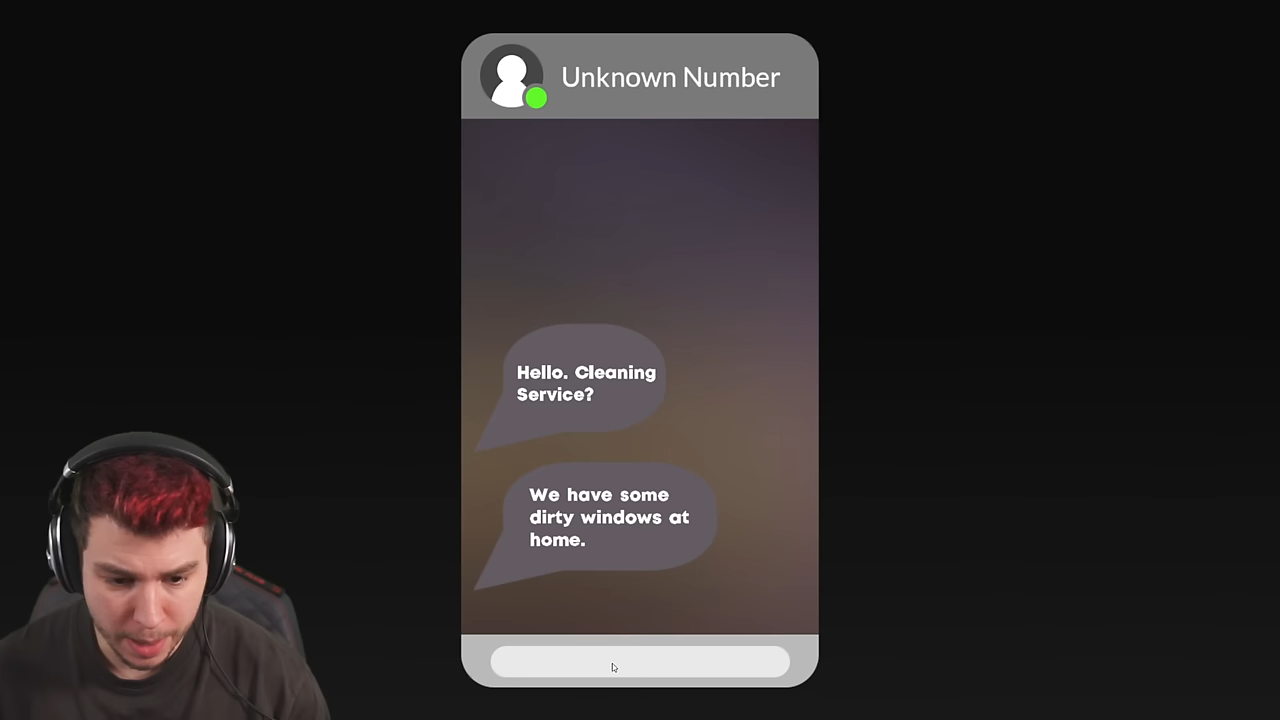 Unknown Number
Hello. Cleaning
Service?
We have some
dirty windows at
home.